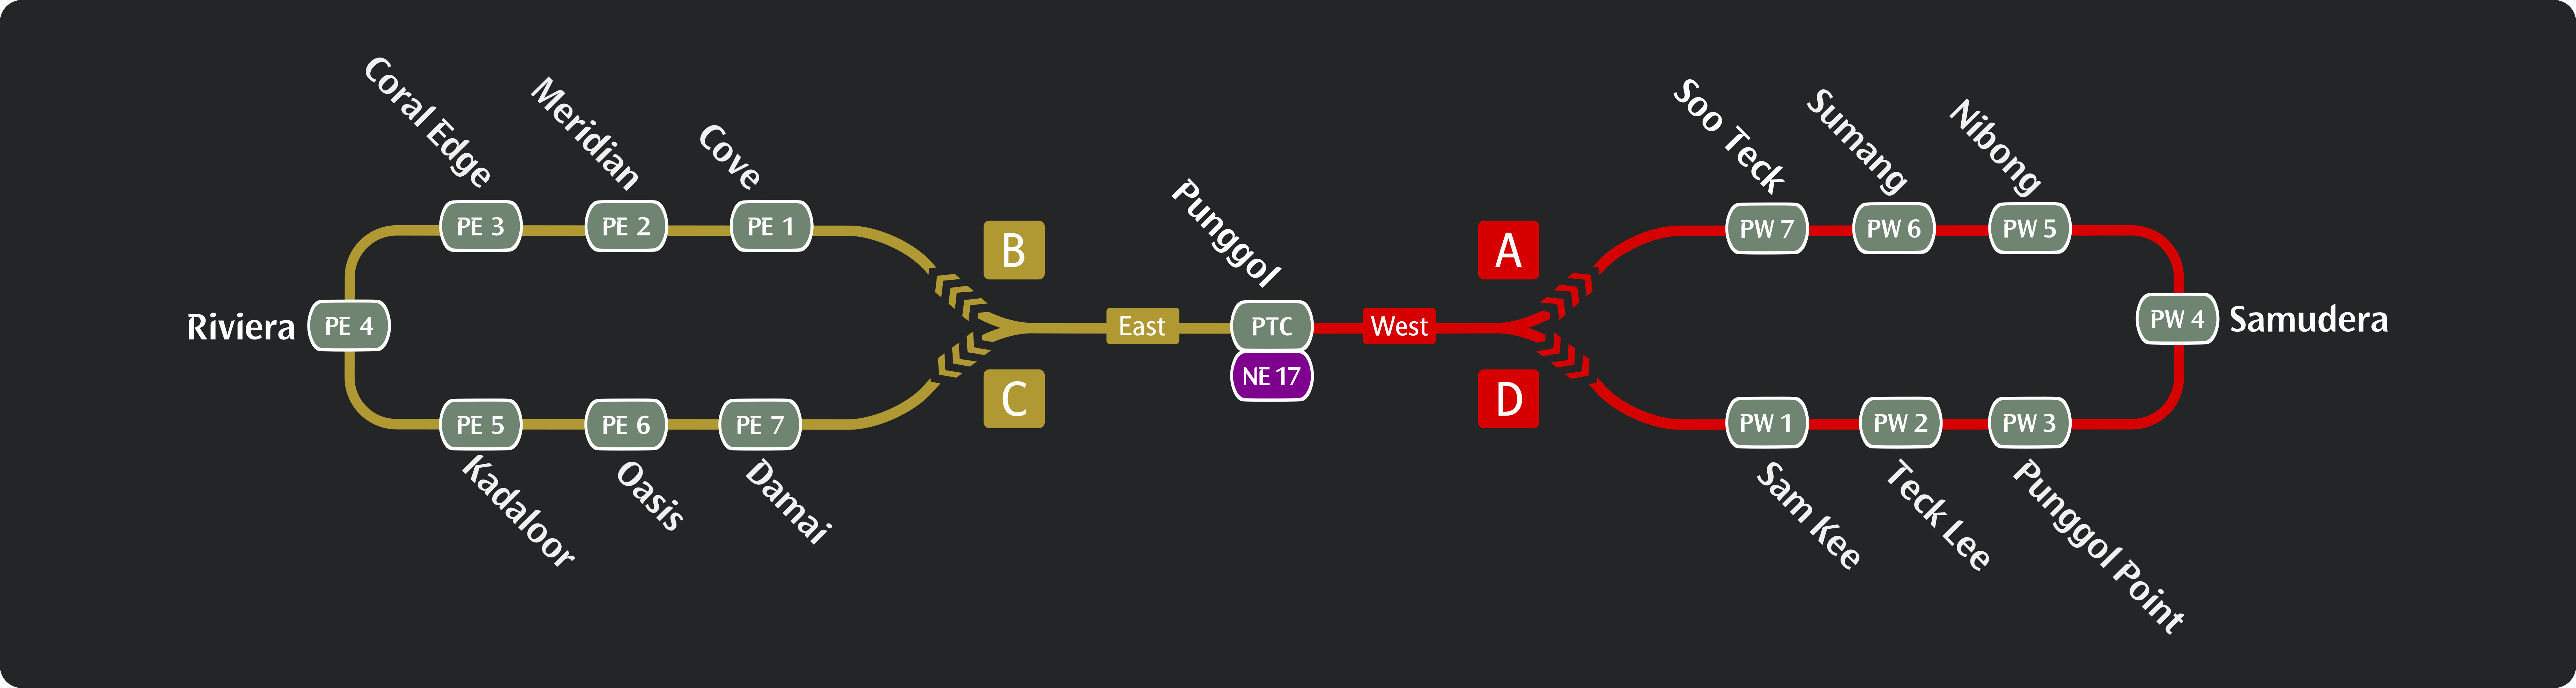 Coral Edge
Meridian
Cove
Soo Teck
Sumang
Nibong
PE 3
PE 2
PE 1
B
Punggol
A
PW 7
PW 6
PW 5
Riviera
PE 4
East
PTC
West
PW 4
Samudera
NE 17
C
D
PE 5
PE 6
PE 7
PW 1
PW 2
PW 3
Kadaloor
Oasis
Damai
Sam Kee
Teck Lee
Punggol Point